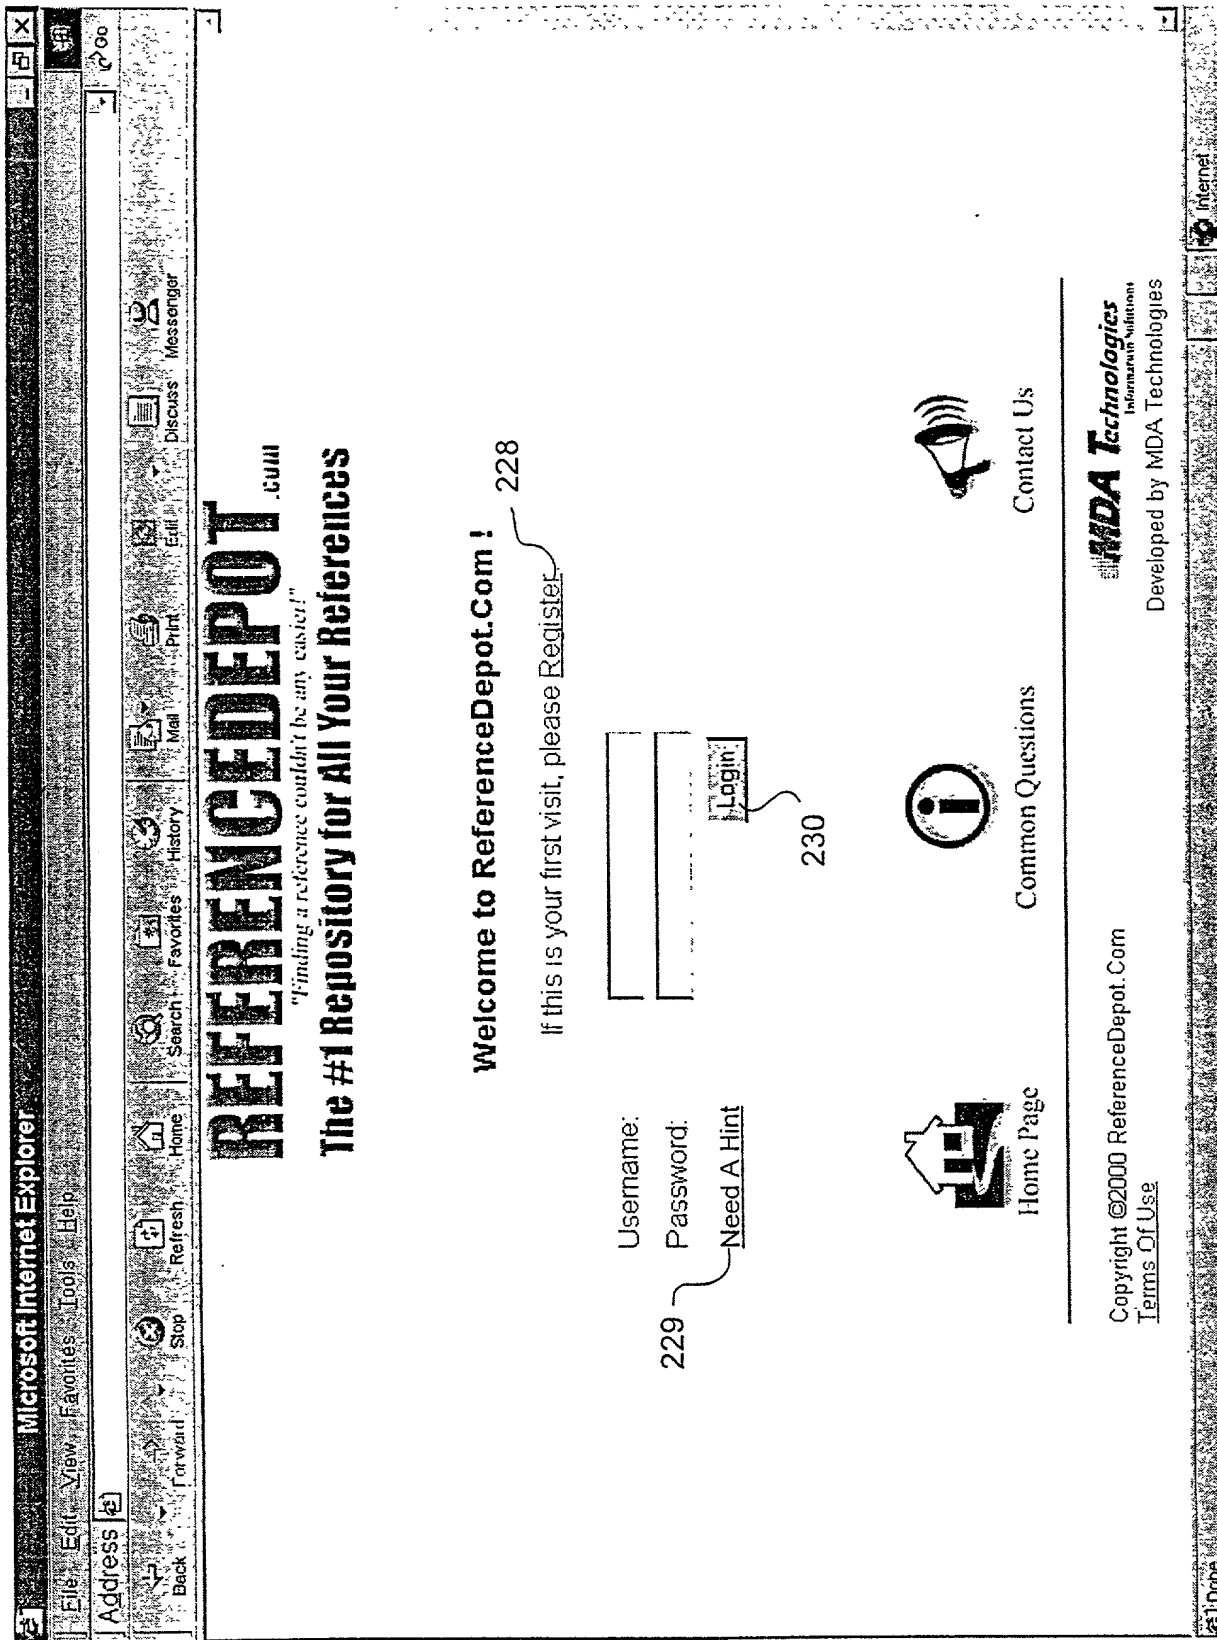 Microsoft Internet Explorer
File Edit View Favorites Tools Help
Address Go
Back Forward Stop Refresh Home Search Favorites History Mail Print Edit Discuss Messenger
REFERENCEDEPOT.com
"Finding a reference couldn't be any easier!"
The #1 Repository for All Your References
Welcome to ReferenceDepot.Com!
228
If this is your first visit, please Register.
Username:
Password:
229
Need A Hint
Login
230
Home Page Common Questions Contact Us
MDA Technologies
Information Solutions
Copyright ©2000 ReferenceDepot.Com
Developed by MDA Technologies
Terms Of Use
Done Internet